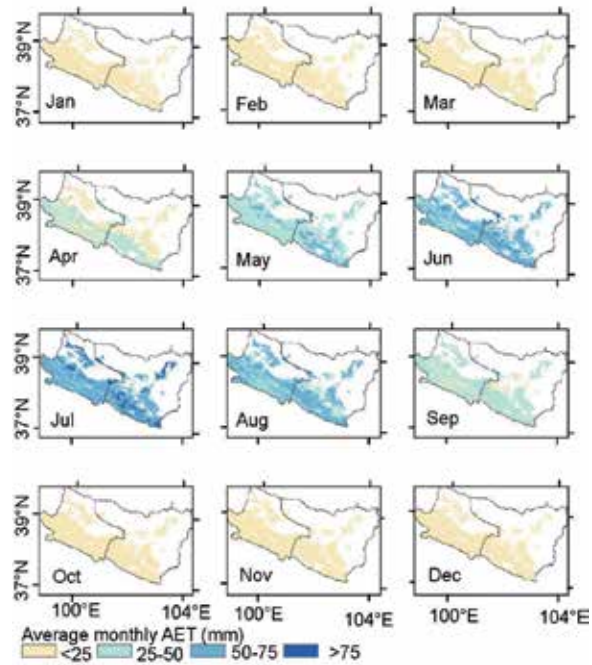 39°N
37°N
Jan
Feb
Mar
39°N
37°N
Apr
May
Jun
39°N
37°N
Jul
Aug
Sep
39°N
37°N
Oct
Nov
Dec
100°E 104°E 100°E 104°E 100°E 104°E
Average monthly AET (mm)
<25 25-50 50-75 >75